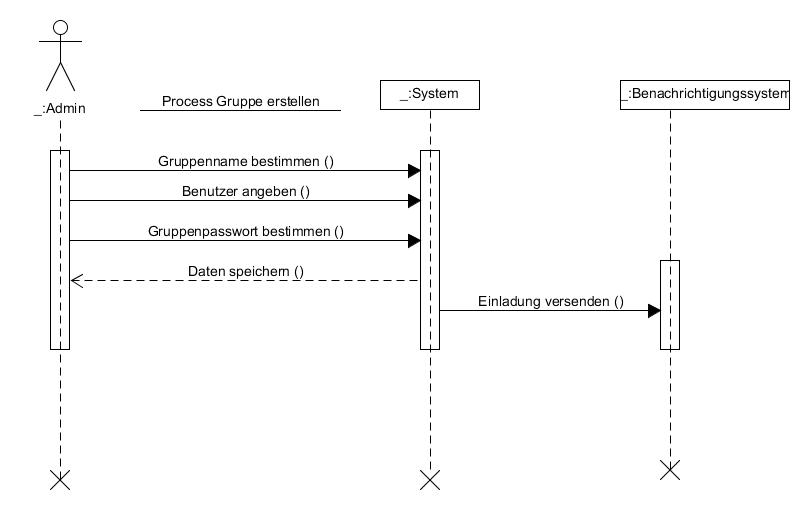 _:Admin
Process Gruppe erstellen
_:System
_:Benachrichtigungssystem
Gruppenname bestimmen ()
Benutzer angeben ()
Gruppenpasswort bestimmen ()
Daten speichern ()
Einladung versenden ()